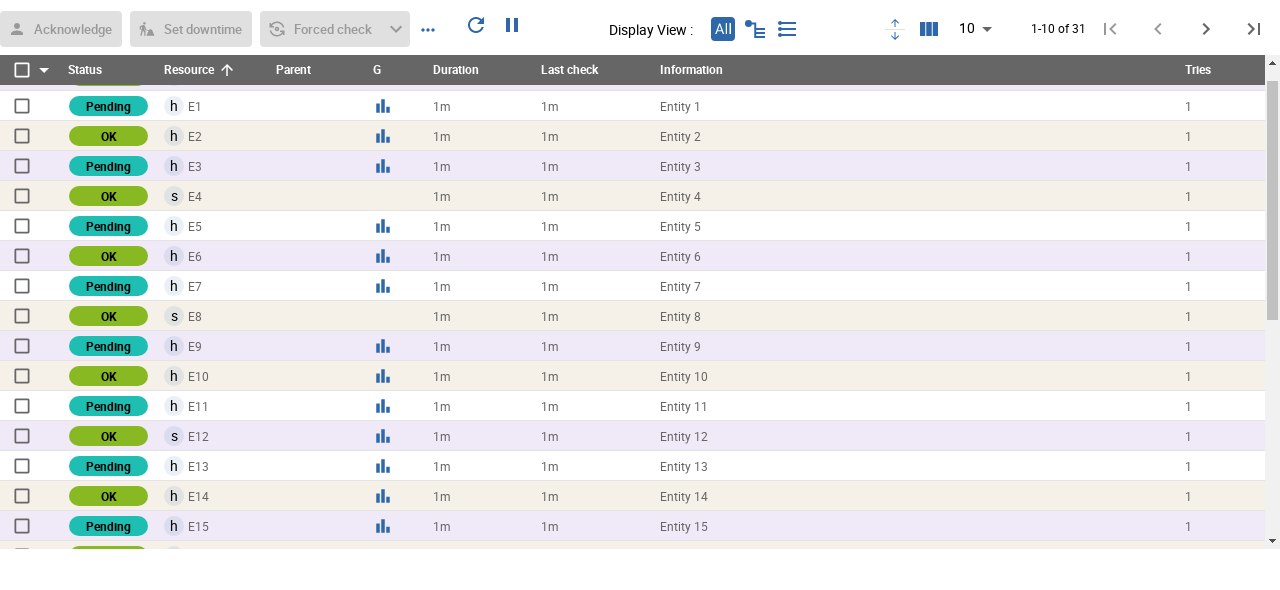 Acknowledge Set downtime Forced check Display View : All 10 1-10 of 31
Status Resource Parent G Duration Last check Information Tries
Pending h E1 1m 1m Entity 1 1
OK h E2 1m 1m Entity 2 1
Pending h E3 1m 1m Entity 3 1
OK s E4 1m 1m Entity 4 1
Pending h E5 1m 1m Entity 5 1
OK h E6 1m 1m Entity 6 1
Pending h E7 1m 1m Entity 7 1
OK s E8 1m 1m Entity 8 1
Pending h E9 1m 1m Entity 9 1
OK h E10 1m 1m Entity 10 1
Pending h E11 1m 1m Entity 11 1
OK s E12 1m 1m Entity 12 1
Pending h E13 1m 1m Entity 13 1
OK h E14 1m 1m Entity 14 1
Pending h E15 1m 1m Entity 15 1